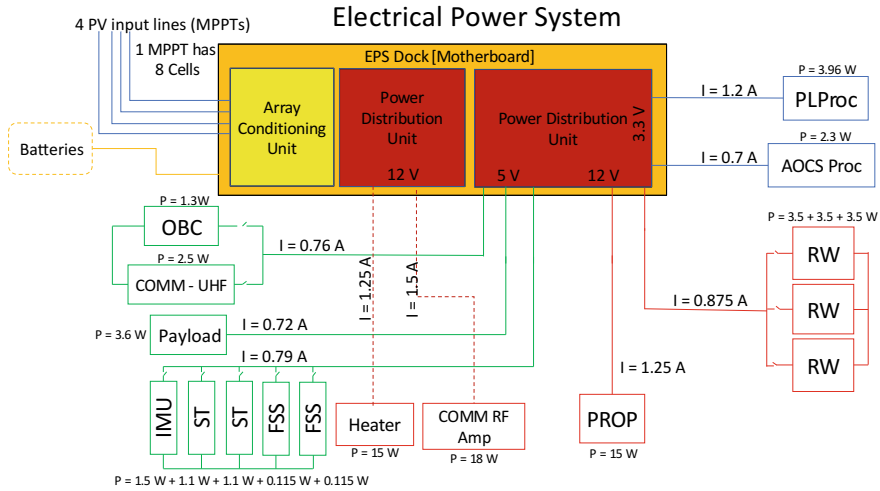 Electrical Power System
4 PV input lines (MPPTs)
1 MPPT has
8 Cells
EPS Dock [Motherboard]
Array
Conditioning
Unit
Power
Distribution
Unit
12 V
Power Distribution
Unit
3.3 V
5 V
12 V
Batteries
I = 1.2 A
P = 3.96 W
PLProc
I = 0.7 A
P = 2.3 W
AOCS Proc
P = 1.3W
OBC
P = 2.5 W
COMM - UHF
I = 0.76 A
I = 1.25 A
I = 1.5 A
P = 3.5 + 3.5 + 3.5 W
RW
RW
RW
I = 0.875 A
P = 3.6 W
Payload
I = 0.72 A
I = 0.79 A
I = 1.25 A
IMU
ST
ST
FSS
FSS
P = 1.5 W + 1.1 W + 1.1 W + 0.115 W + 0.115 W
Heater
P = 15 W
COMM RF
Amp
P = 18 W
PROP
P = 15 W